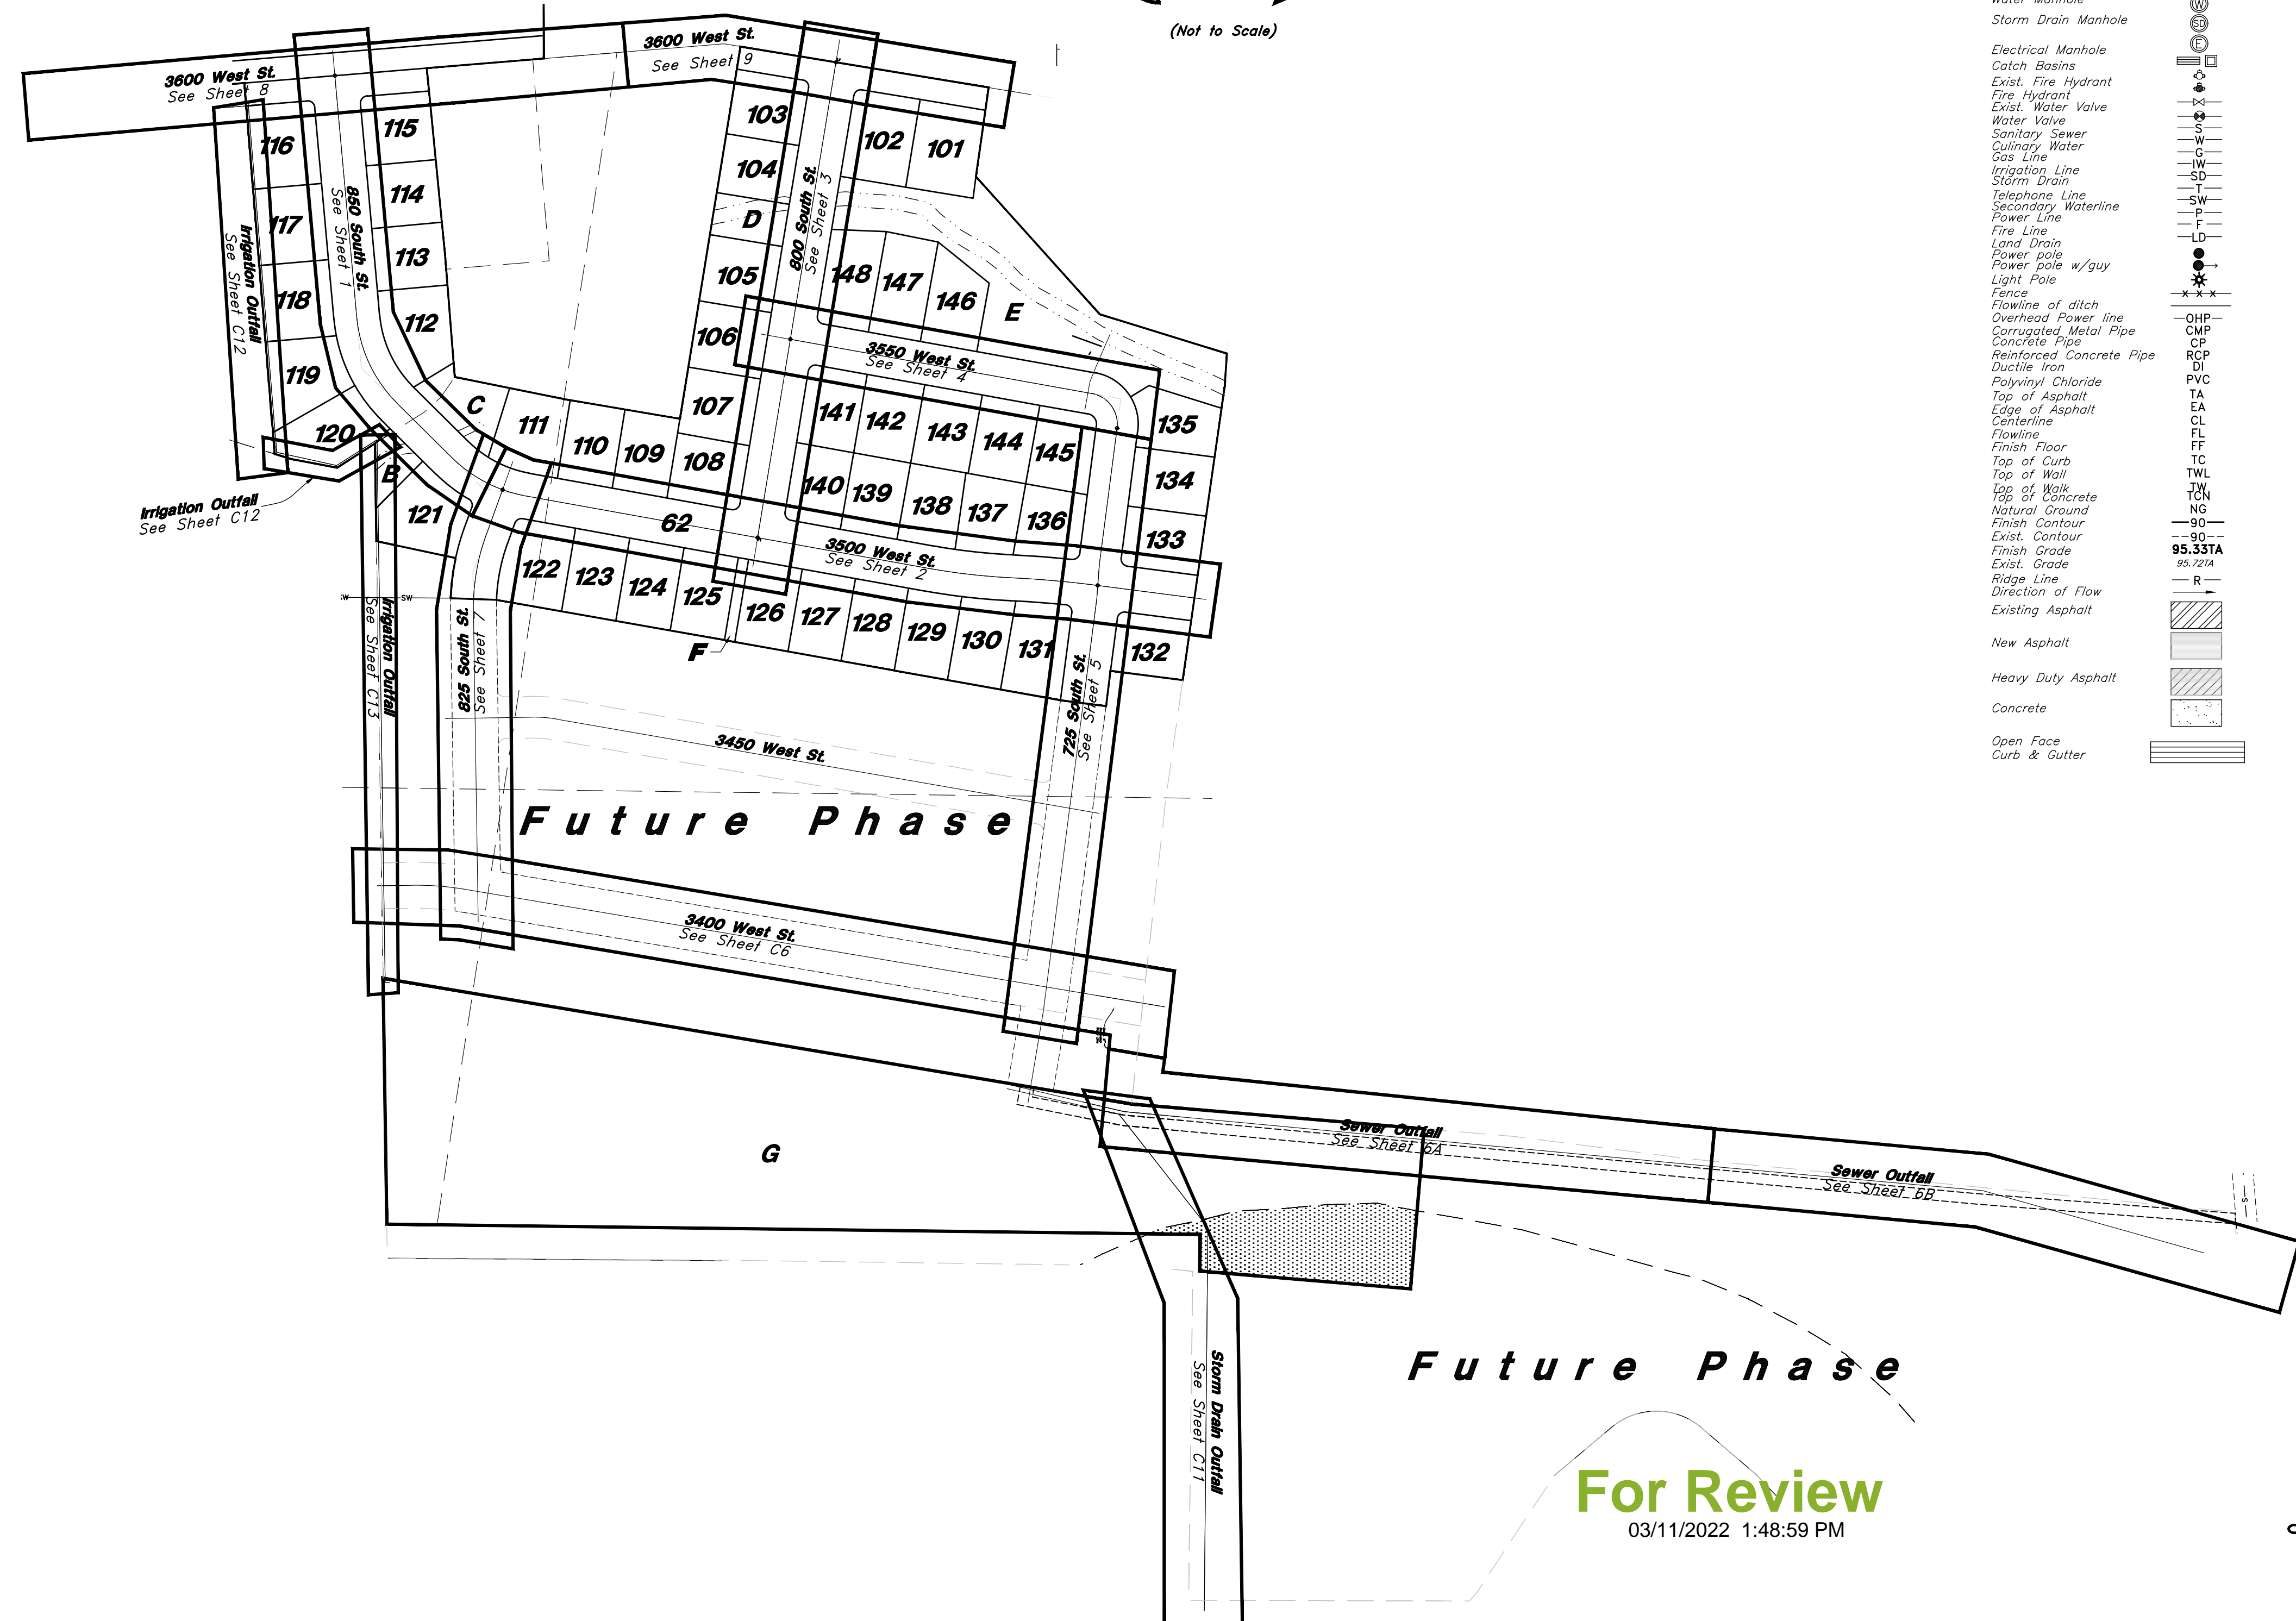 (Not to Scale)
3600 West St.
See Sheet 8
3600 West St.
See Sheet 9
116
117
118
119
120
115
114
113
112
C
B
121
850 South St.
See Sheet 1
Irrigation Outfall
See Sheet C12
Irrigation Outfall
See Sheet C12
103
104
D
105
106
107
108
109
110
111
800 South St.
See Sheet 3
102
101
148
147
146
E
3550 West St.
See Sheet 4
141
142
143
144
145
140
139
138
137
136
135
134
133
62
3500 West St.
See Sheet 2
122
123
124
125
126
127
128
129
130
131
132
F
SW
SW
Irrigation Outfall
See Sheet C13
825 South St.
See Sheet 7
725 South St.
See Sheet 5
3450 West St.
Future Phase
3400 West St.
See Sheet C6
G
Sewer Outfall
See Sheet 6A
Sewer Outfall
See Sheet 6B
S
Storm Drain Outfall
See Sheet C11
Future Phase
For Review
03/11/2022 1:48:59 PM
Water Manhole W
Storm Drain Manhole SD
Electrical Manhole E
Catch Basins
Exist. Fire Hydrant
Fire Hydrant
Exist. Water Valve
Water Valve
Sanitary Sewer S
Culinary Water W
Gas Line G
Irrigation Line IW
Storm Drain SD
Telephone Line T
Secondary Waterline SW
Power Line P
Fire Line F
Land Drain LD
Power pole
Power pole w/guy
Light Pole
Fence x x x
Flowline of ditch
Overhead Power line OHP
Corrugated Metal Pipe CMP
Concrete Pipe CP
Reinforced Concrete Pipe RCP
Ductile Iron DI
Polyvinyl Chloride PVC
Top of Asphalt TA
Edge of Asphalt EA
Centerline CL
Flowline FL
Finish Floor FF
Top of Curb TC
Top of Wall TWL
Top of Walk TW
Top of Concrete TCN
Natural Ground NG
Finish Contour 90
Exist. Contour 90
Finish Grade 95.33TA
Exist. Grade 95.72TA
Ridge Line R
Direction of Flow
Existing Asphalt
New Asphalt
Heavy Duty Asphalt
Concrete
Open Face
Curb & Gutter